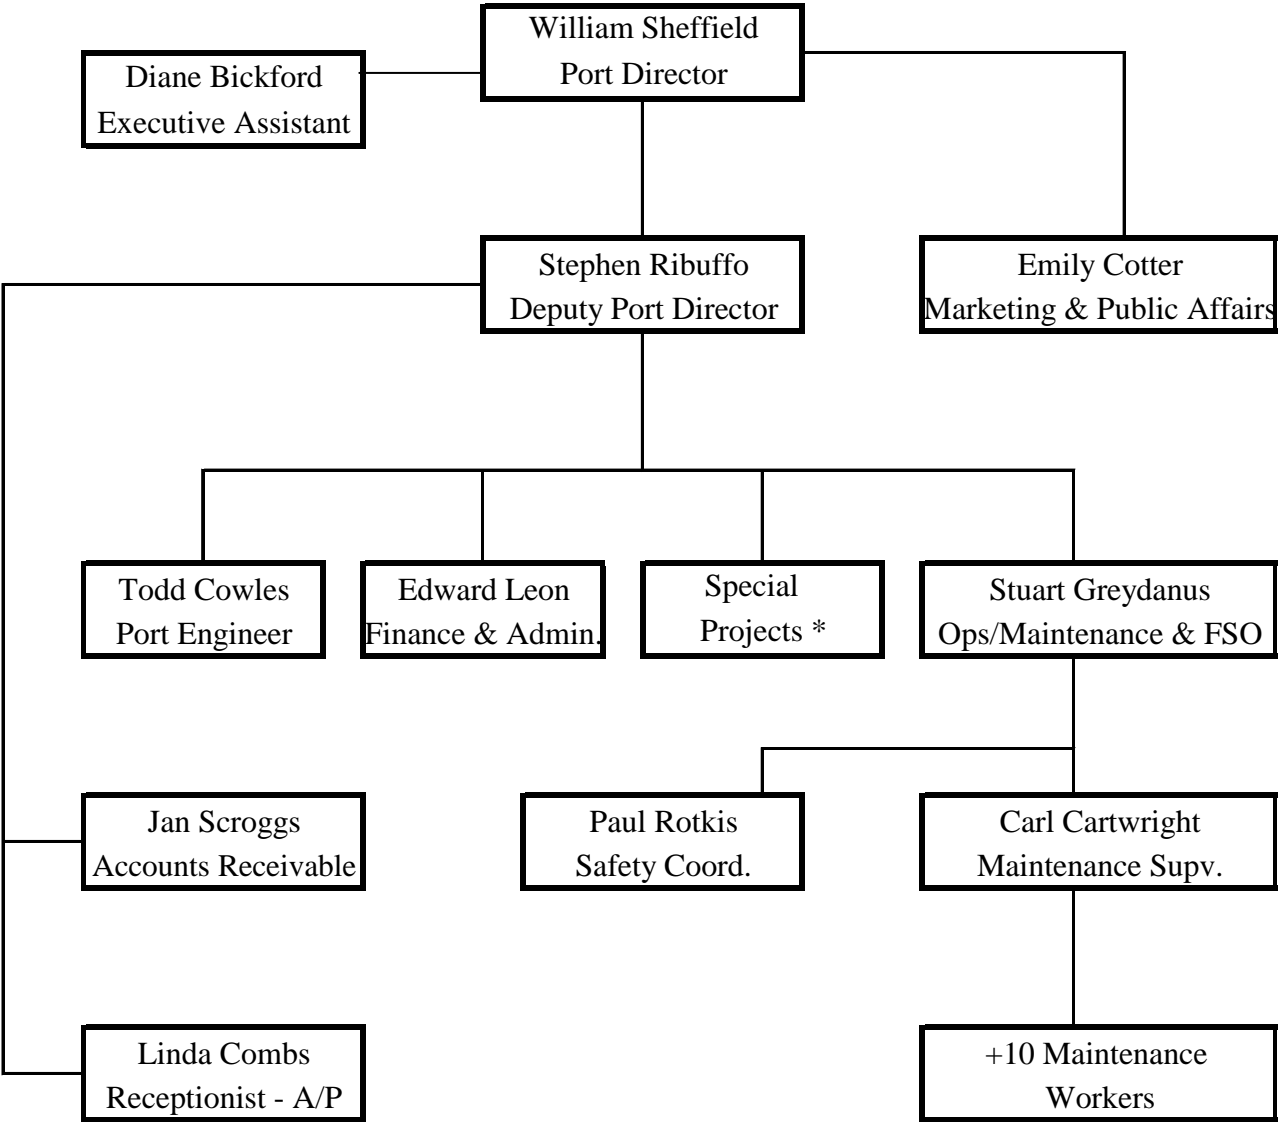 William Sheffield
Port Director
Diane Bickford
Executive Assistant
Stephen Ribuffo
Deputy Port Director
Emily Cotter
Marketing & Public Affairs
Todd Cowles
Port Engineer
Edward Leon
Finance & Admin.
Special
Projects *
Stuart Greydanus
Ops/Maintenance & FSO
Jan Scroggs
Accounts Receivable
Paul Rotkis
Safety Coord.
Carl Cartwright
Maintenance Supv.
Linda Combs
Receptionist - A/P
+10 Maintenance
Workers